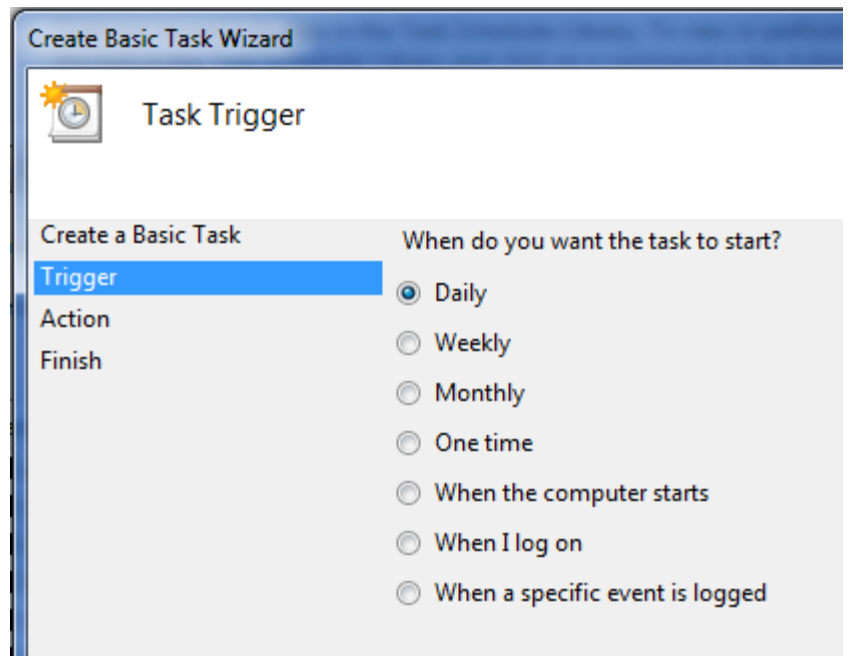 Create Basic Task Wizard
Task Trigger
Create a Basic Task
Trigger
Action
Finish
When do you want the task to start?
Daily
Weekly
Monthly
One time
When the computer starts
When I log on
When a specific event is logged